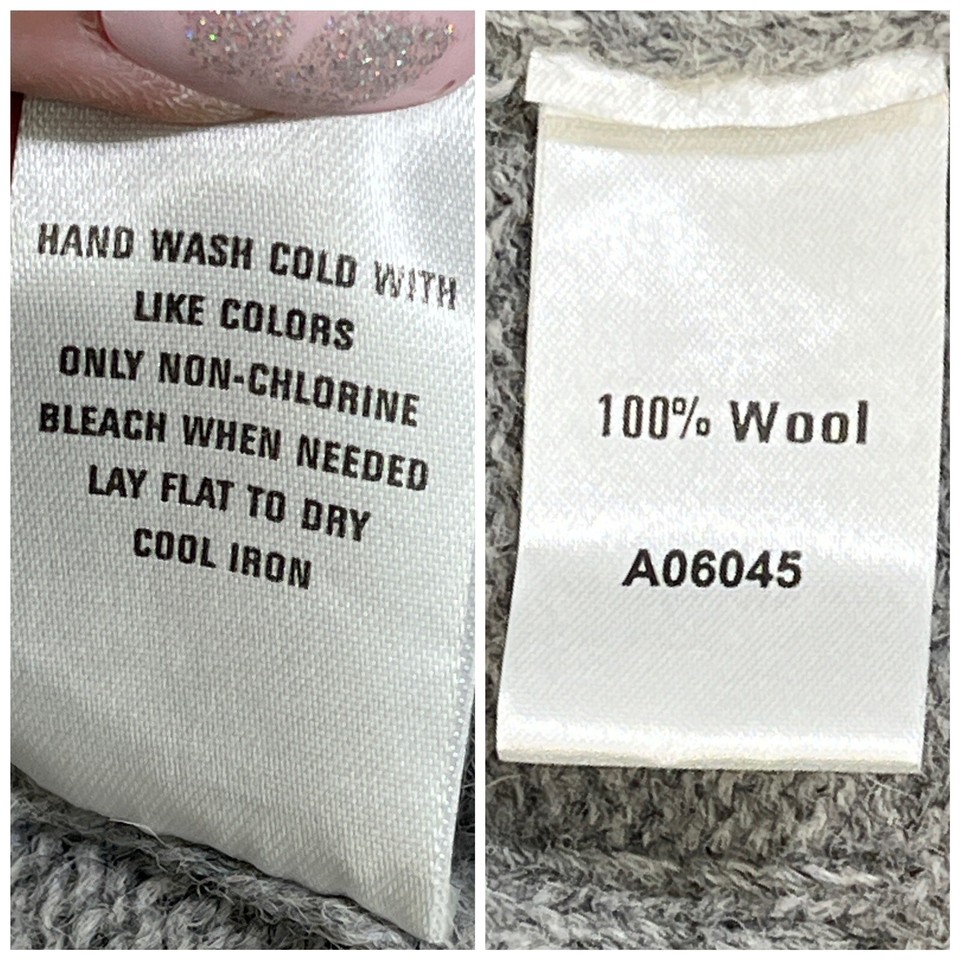 HAND WASH COLD WITH
LIKE COLORS
ONLY NON-CHLORINE
BLEACH WHEN NEEDED
LAY FLAT TO DRY
COOL IRON
100% Wool
A06045